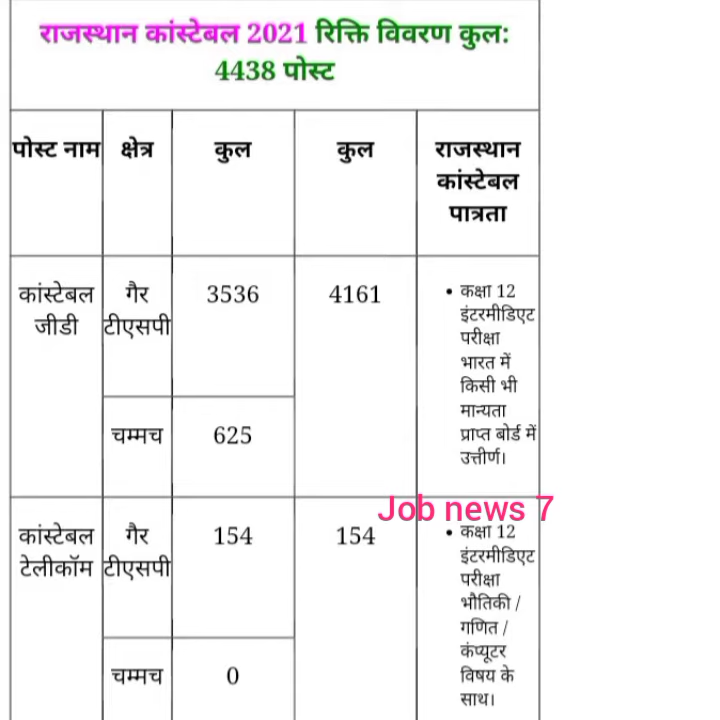 राजस्थान कांस्टेबल 2021 रिक्ति विवरण कुल:
4438 पोस्ट
पोस्ट नाम क्षेत्र कुल कुल राजस्थान
कांस्टेबल
पात्रता
कांस्टेबल गैर 3536 4161 • कक्षा 12
जीडी टीएसपी इंटरमीडिएट
परीक्षा
भारत में
किसी भी
मान्यता
चम्मच 625 प्राप्त बोर्ड में
उत्तीर्ण।
Job news 7
कांस्टेबल गैर 154 154 • कक्षा 12
टेलीकॉम टीएसपी इंटरमीडिएट
परीक्षा
भौतिकी /
गणित /
कंप्यूटर
चम्मच 0 विषय के
साथ।